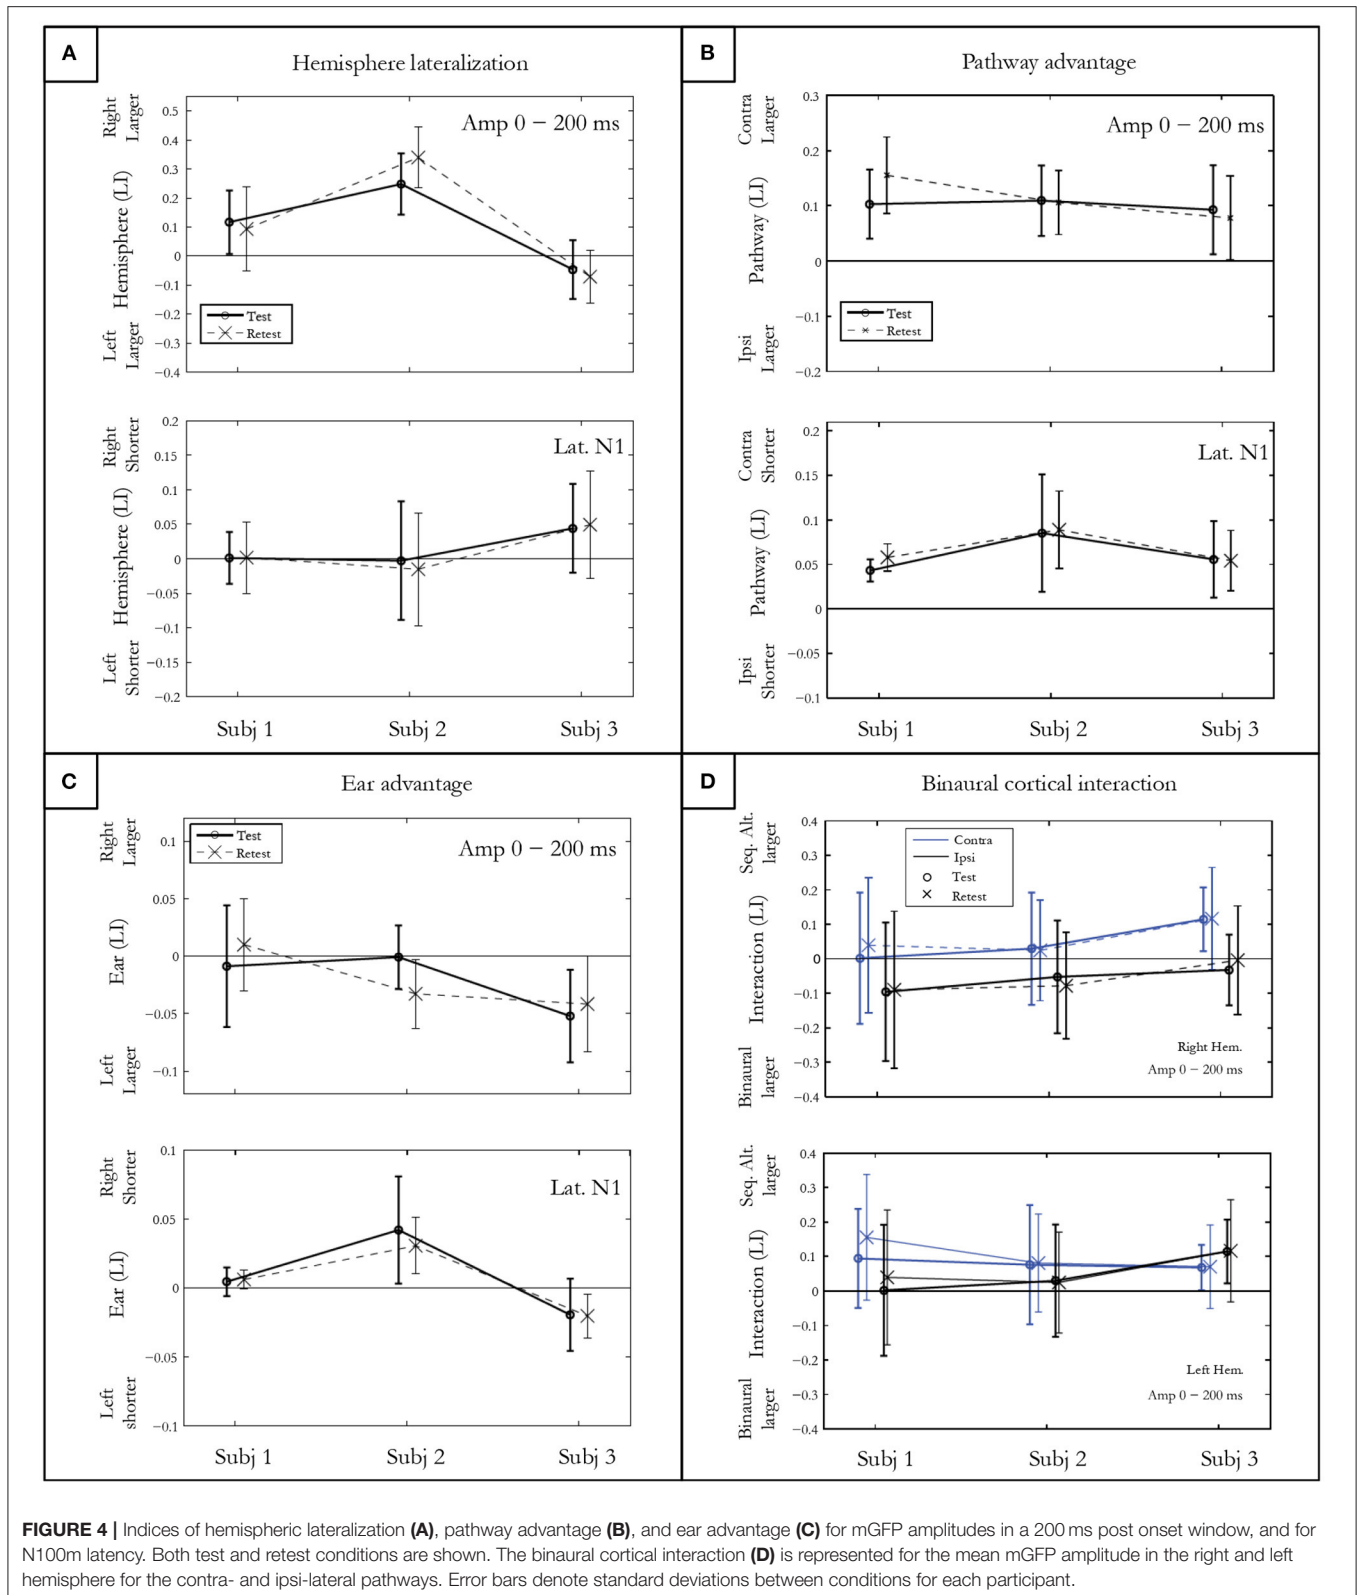 A
Hemisphere lateralization
Right
Larger
Hemisphere (LI)
Left
Larger
0.5
0.4
0.3
0.2
0.1
0
−0.1
−0.2
−0.3
−0.4
Amp 0 − 200 ms
Test
Retest
Right
Shorter
Hemisphere (LI)
Left
Shorter
0.2
0.15
0.1
0.05
0
−0.05
−0.1
−0.15
−0.2
Lat. N1
Subj 1 Subj 2 Subj 3
B
Pathway advantage
Contra
Larger
Pathway (LI)
Ipsi
Larger
0.3
0.2
0.1
0
−0.1
−0.2
Amp 0 − 200 ms
Test
Retest
Contra
Shorter
Pathway (LI)
Ipsi
Shorter
0.2
0.15
0.1
0.05
0
−0.05
−0.1
Lat. N1
Subj 1 Subj 2 Subj 3
C
Ear advantage
Right
Larger
Ear (LI)
Left
Larger
0.1
0.05
0
−0.05
−0.1
Test
Retest
Amp 0 − 200 ms
Right
Shorter
Ear (LI)
Left
shorter
0.1
0.05
0
−0.05
−0.1
Lat. N1
Subj 1 Subj 2 Subj 3
D
Binaural cortical interaction
Seq. Alt.
larger
Interaction (LI)
Binaural
larger
0.4
0.3
0.2
0.1
0
−0.1
−0.2
−0.3
−0.4
Contra
Ipsi
Test
Retest
Right Hem.
Amp 0 − 200 ms
Seq. Alt.
larger
Interaction (LI)
Binaural
larger
0.4
0.3
0.2
0.1
0
−0.1
−0.2
−0.3
−0.4
Left Hem.
Amp 0 − 200 ms
Subj 1 Subj 2 Subj 3
FIGURE 4 | Indices of hemispheric lateralization (A), pathway advantage (B), and ear advantage (C) for mGFP amplitudes in a 200 ms post onset window, and for
N100m latency. Both test and retest conditions are shown. The binaural cortical interaction (D) is represented for the mean mGFP amplitude in the right and left
hemisphere for the contra- and ipsi-lateral pathways. Error bars denote standard deviations between conditions for each participant.